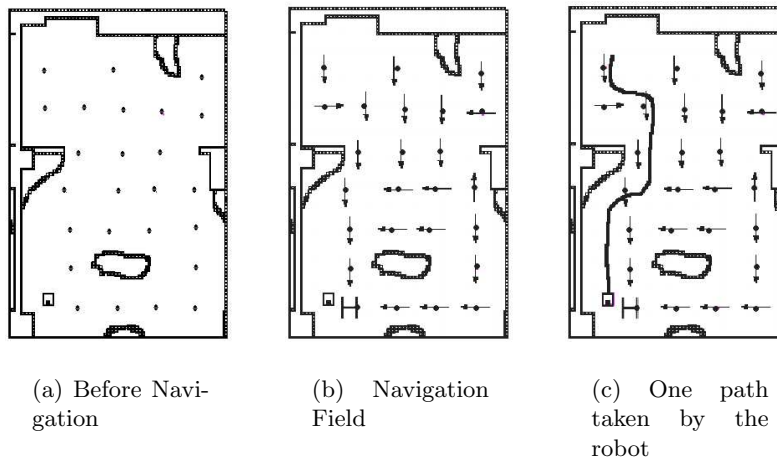 (a) Before Navi-
gation
(b) Navigation
Field
(c) One path
taken by the
robot